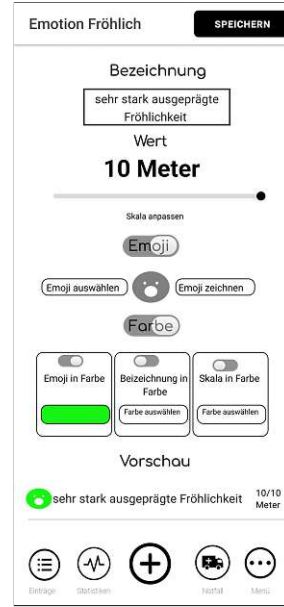 Emotion Fröhlich
SPEICHERN
Bezeichnung
sehr stark ausgeprägte
Fröhlichkeit
Wert
10 Meter
Skala anpassen
Emoji
Emoji auswählen
Emoji zeichnen
Farbe
Emoji in Farbe
Beizeichnung in
Farbe
Skala in Farbe
Farbe auswählen
Farbe auswählen
Vorschau
sehr stark ausgeprägte Fröhlichkeit
10/10
Meter
Einträge
Statistiken
Notfall
Menü